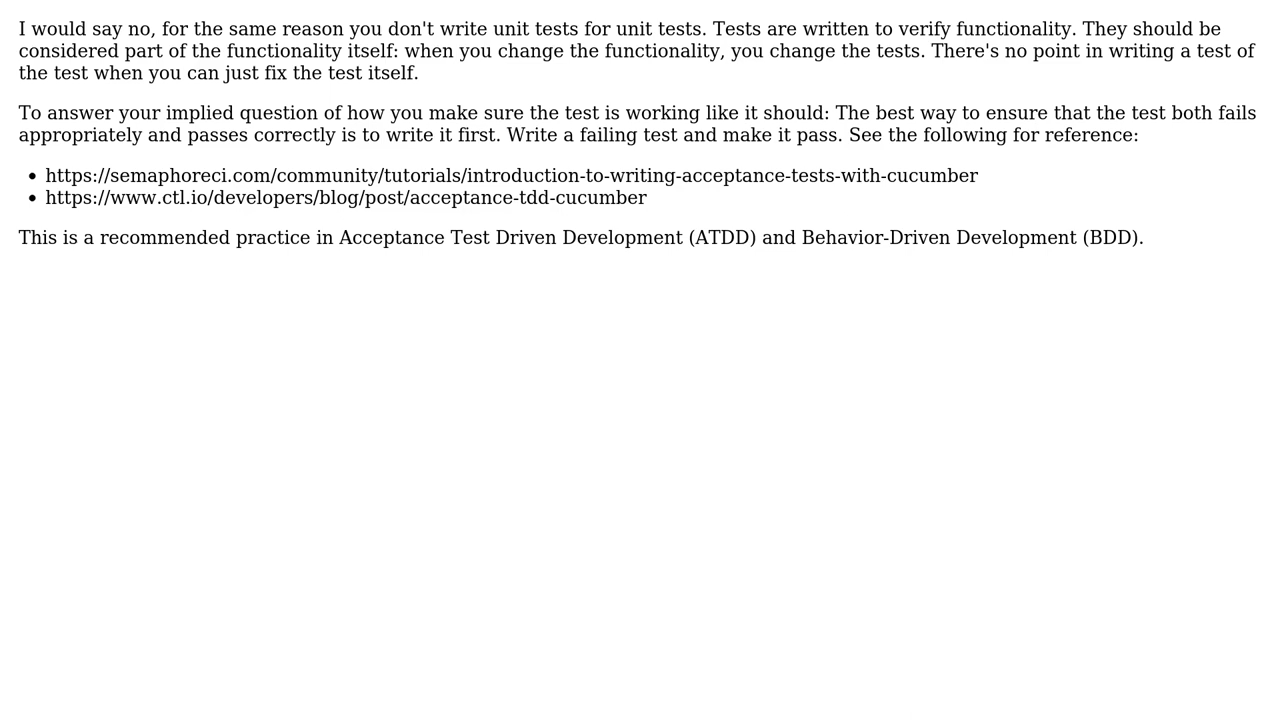 I would say no, for the same reason you don't write unit tests for unit tests. Tests are written to verify functionality. They should be
considered part of the functionality itself: when you change the functionality, you change the tests. There's no point in writing a test of
the test when you can just fix the test itself.
To answer your implied question of how you make sure the test is working like it should: The best way to ensure that the test both fails
appropriately and passes correctly is to write it first. Write a failing test and make it pass. See the following for reference:
• https://semaphoreci.com/community/tutorials/introduction-to-writing-acceptance-tests-with-cucumber
• https://www.ctl.io/developers/blog/post/acceptance-tdd-cucumber
This is a recommended practice in Acceptance Test Driven Development (ATDD) and Behavior-Driven Development (BDD).